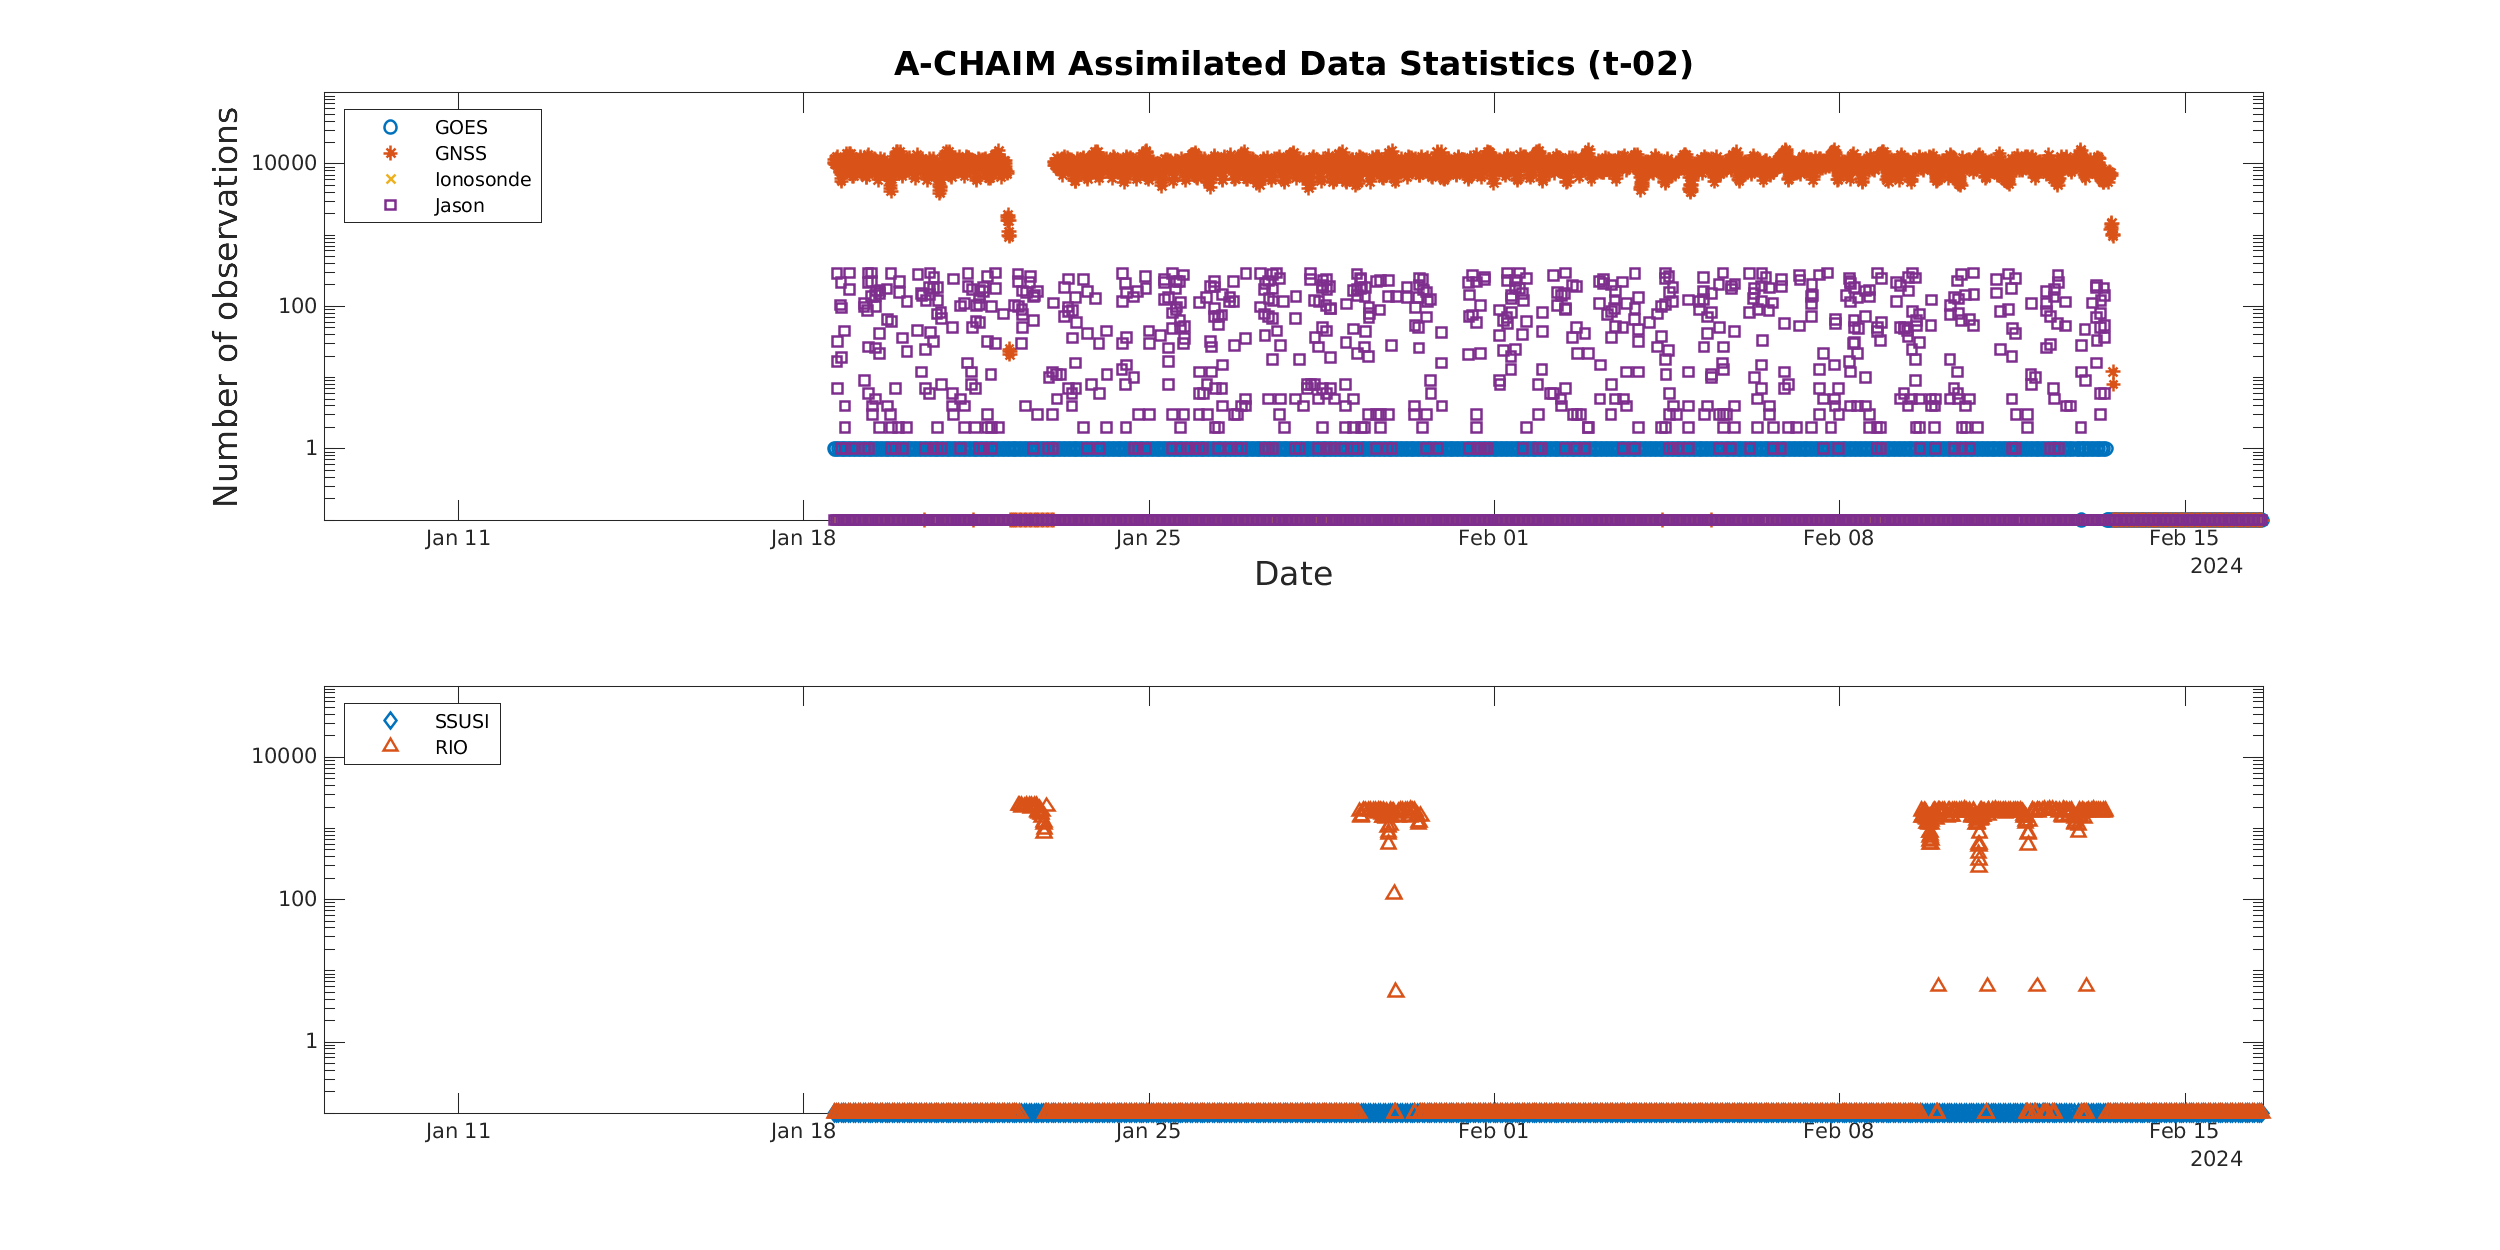 A-CHAIM Assimilated Data Statistics (t-02)
Number of observations
10000
100
1
GOES
GNSS
Ionosonde
Jason
Jan 11 Jan 18 Jan 25 Feb 01 Feb 08 Feb 15
2024
Date
10000
100
1
SSUSI
RIO
Jan 11 Jan 18 Jan 25 Feb 01 Feb 08 Feb 15
2024